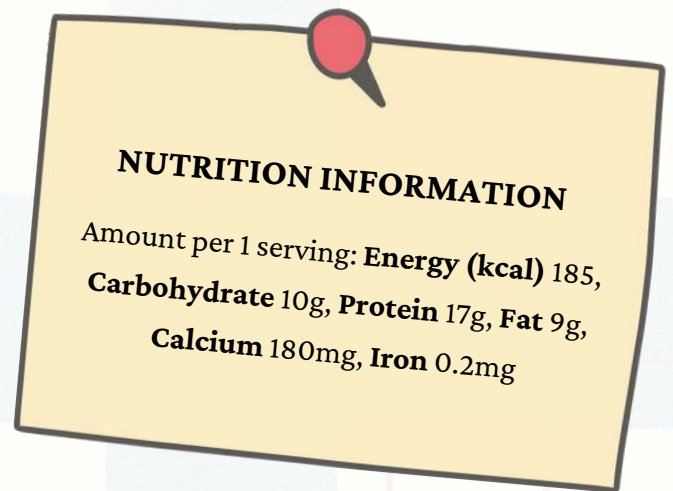 NUTRITION INFORMATION
Amount per 1 serving: Energy (kcal) 185,
Carbohydrate 10g, Protein 17g, Fat 9g,
Calcium 180mg, Iron 0.2mg